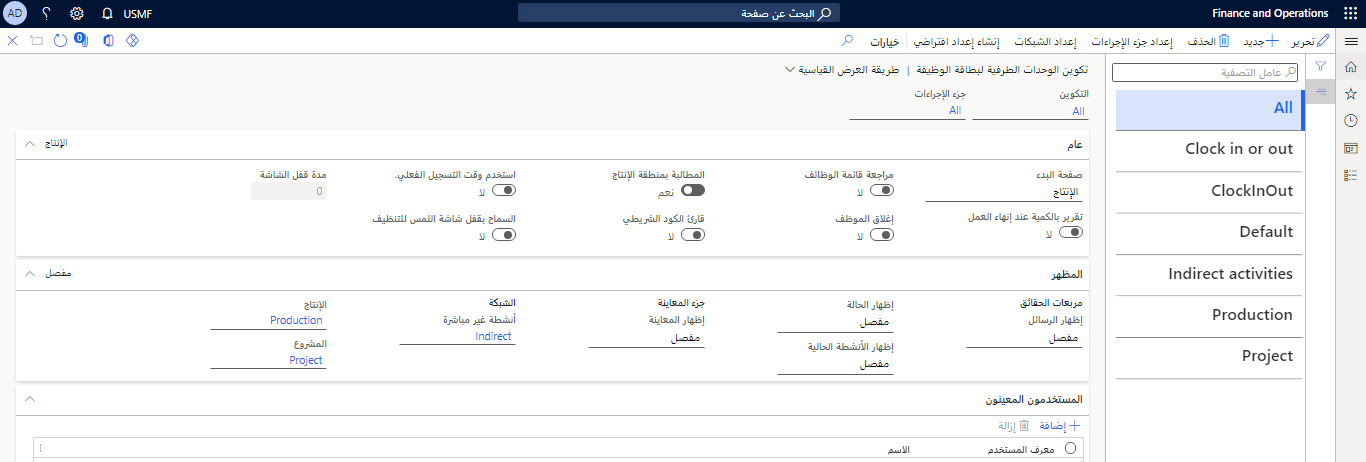 Finance and Operations
البحث عن صفحة
USMF
AD
تحرير
جديد
الحذف
إعداد جزء الإجراءات
إعداد الشبكات
إنشاء إعداد افتراضي
خيارات
0
عامل التصفية
All
Clock in or out
ClockInOut
Default
Indirect activities
Production
Project
تكوين الوحدات الطرفية لبطاقة الوظيفة | طريقة العرض القياسية
التكوين
All
جزء الإجراءات
All
عام
الإنتاج
صفحة البدء
الإنتاج
تقرير بالكمية عند إنهاء العمل
لا
مراجعة قائمة الوظائف
لا
إغلاق الموظف
لا
المطالبة بمنطقة الإنتاج
نعم
قارئ الكود الشريطي
لا
استخدم وقت التسجيل الفعلي.
لا
السماح بقفل شاشة اللمس للتنظيف
لا
مدة قفل الشاشة
0
المظهر
مفصل
مربعات الحقائق
إظهار الرسائل
مفصل
إظهار الحالة
مفصل
إظهار الأنشطة الحالية
مفصل
جزء المعاينة
إظهار المعاينة
مفصل
الشبكة
أنشطة غير مباشرة
Indirect
الإنتاج
Production
المشروع
Project
المستخدمون المعينون
إضافة
إزالة
معرف المستخدم
الاسم